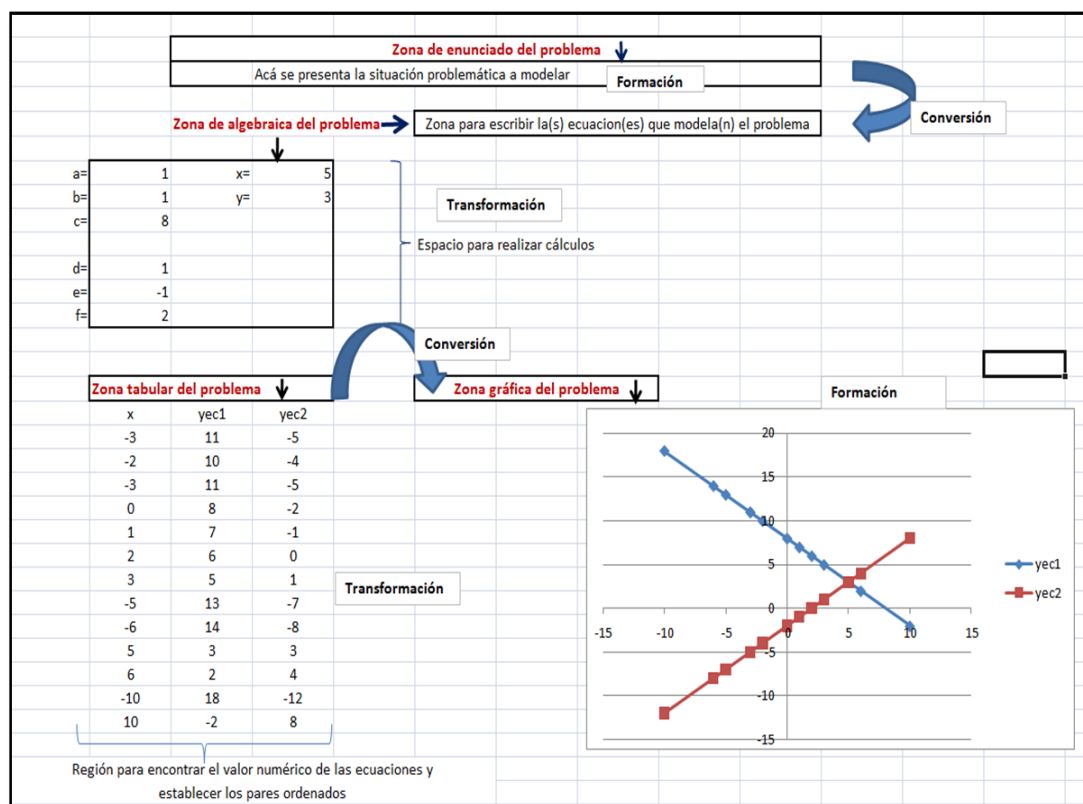 Zona de enunciado del problema
Acá se presenta la situación problemática a modelar
Formación
Conversión
Zona de algebraica del problema
Zona para escribir la(s) ecuacion(es) que modela(n) el problema
a= 1 x= 5
b= 1 y= 3
c= 8
d= 1
e= -1
f= 2
Transformación
Espacio para realizar cálculos
Conversión
Zona tabular del problema
Zona gráfica del problema
Formación
x yec1 yec2
-3 11 -5
-2 10 -4
-3 11 -5
0 8 -2
1 7 -1
2 6 0
3 5 1
-5 13 -7
-6 14 -8
5 3 3
6 2 4
-10 18 -12
10 -2 8
Transformación
Región para encontrar el valor numérico de las ecuaciones y
establecer los pares ordenados
20
15
10
5
0
-15 -10 -5 0 5 10 15
-5
-10
-15
yec1
yec2